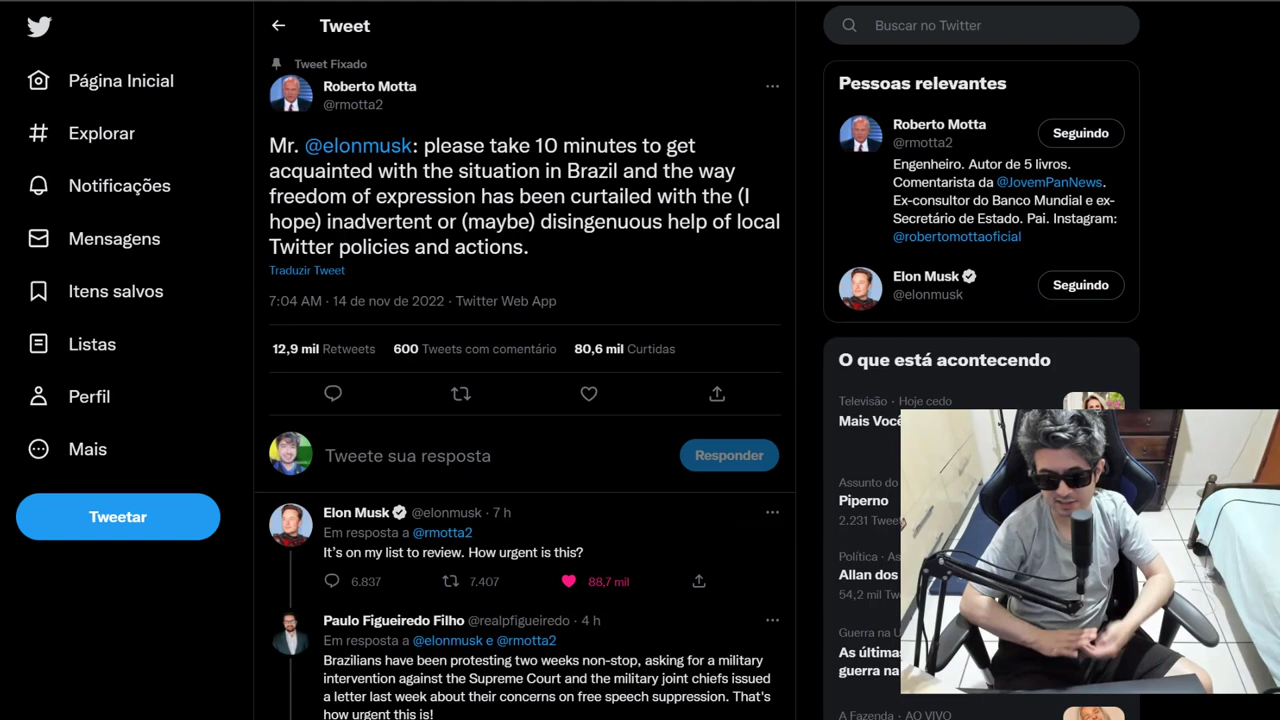 Tweet
Buscar no Twitter
Página Inicial
Explorar
Notificações
Mensagens
Itens salvos
Listas
Perfil
Mais
Tweetar
Tweet Fixado
Roberto Motta
@rmotta2
Mr. @elonmusk: please take 10 minutes to get
acquainted with the situation in Brazil and the way
freedom of expression has been curtailed with the (I
hope) inadvertent or (maybe) disingenuous help of local
Twitter policies and actions.
Traduzir Tweet
7:04 AM · 14 de nov de 2022 · Twitter Web App
12,9 mil Retweets 600 Tweets com comentário 80,6 mil Curtidas
Tweete sua resposta
Responder
Elon Musk @elonmusk · 7 h
Em resposta a @rmotta2
It's on my list to review. How urgent is this?
6.837 7.407 88,7 mil
Paulo Figueiredo Filho @realpfigueiredo · 4 h
Em resposta a @elonmusk e @rmotta2
Brazilians have been protesting two weeks non-stop, asking for a military
intervention against the Supreme Court and the military joint chiefs issued
a letter last week about their concerns on free speech suppression. That's
how urgent this is!
Pessoas relevantes
Roberto Motta
@rmotta2
Seguindo
Engenheiro. Autor de 5 livros.
Comentarista da @JovemPanNews.
Ex-consultor do Banco Mundial e ex-
Secretário de Estado. Pai. Instagram:
@robertomottaoficial
Elon Musk
@elonmusk
Seguindo
O que está acontecendo
Televisão · Hoje cedo
Mais Você
Assunto do
Piperno
2.231 Twee
Política · As
Allan dos
54,2 mil Tw
Guerra na U
As últimas
guerra na
A Fazenda · AO VIVO